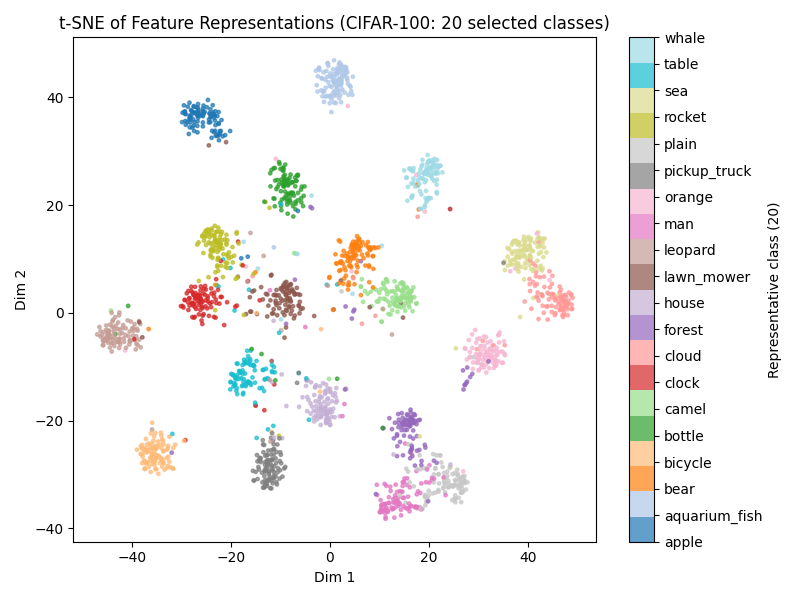 t-SNE of Feature Representations (CIFAR-100: 20 selected classes)
40
20
0
−20
−40
Dim 2
−40 −20 0 20 40
Dim 1
whale
table
sea
rocket
plain
pickup_truck
orange
man
leopard
lawn_mower
house
forest
cloud
clock
camel
bottle
bicycle
bear
aquarium_fish
apple
Representative class (20)